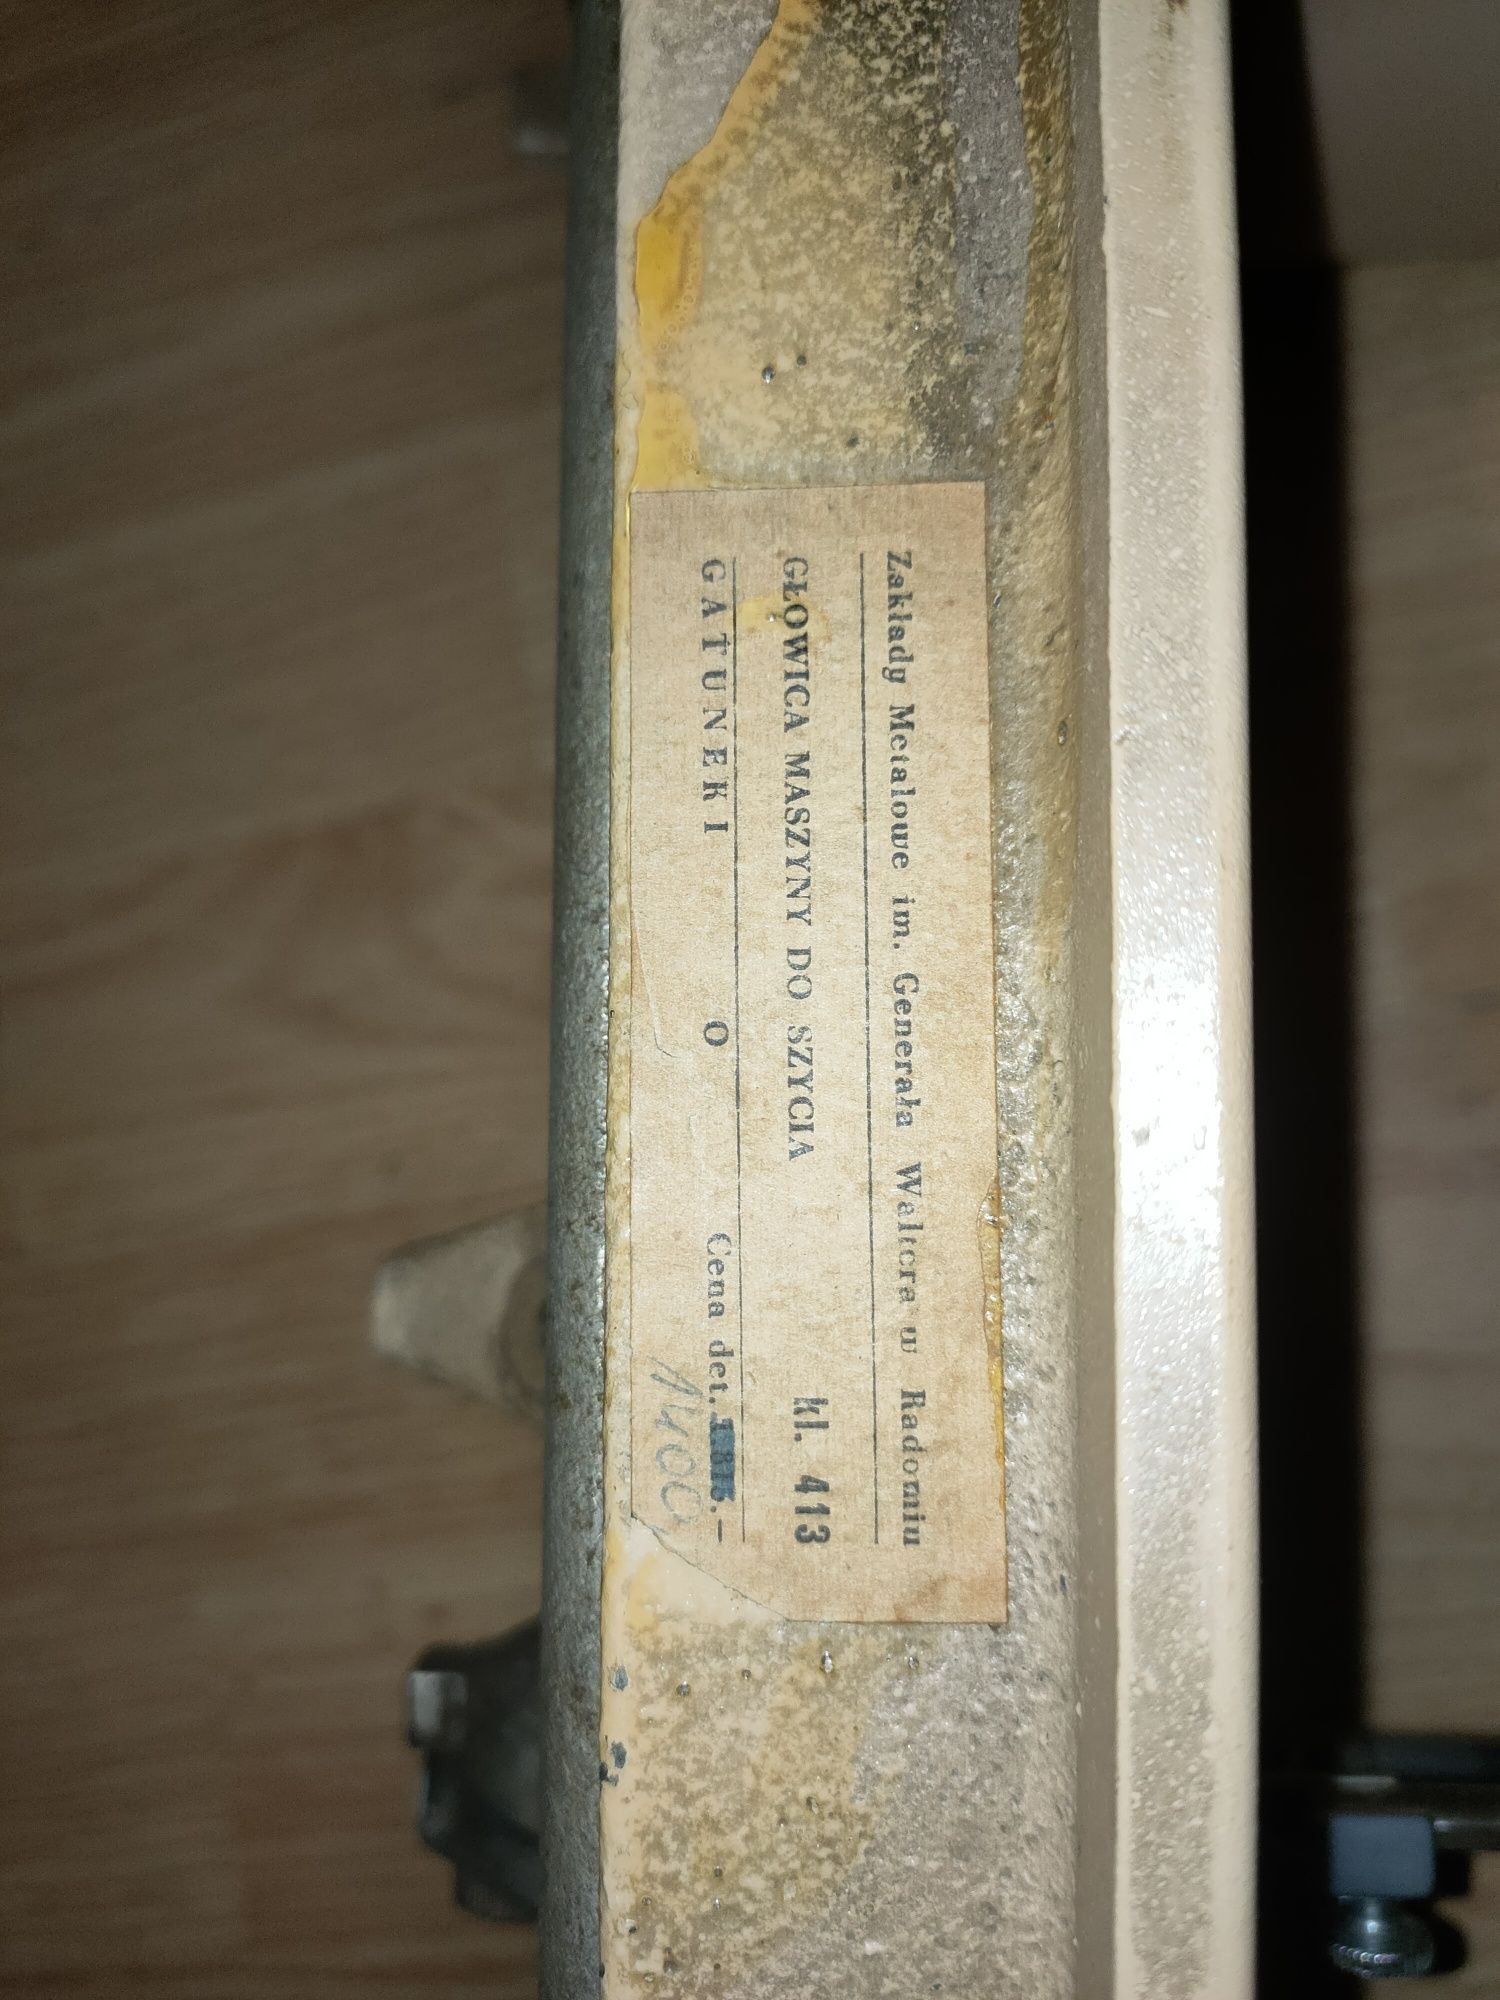 Zakłady Metalowe im. Generała Waltera w Radomiu
GŁOWICA MASZYNY DO SZYCIA kl. 413
GATUNEK I O Cena det. .—
1400